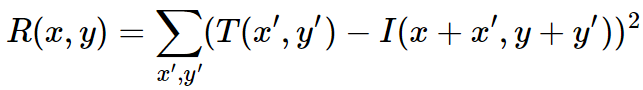 R(x, y) = ∑(T(x′, y′) − I(x + x′, y + y′))²
x′,y′